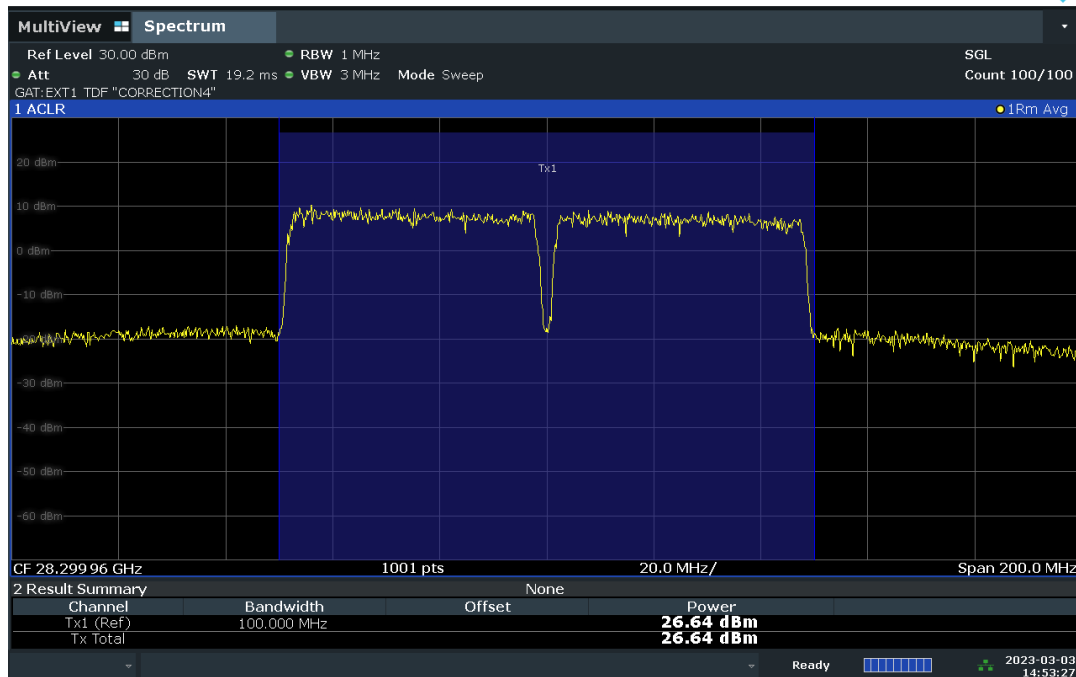 MultiView Spectrum
Ref Level 30.00 dBm RBW 1 MHz SGL
Att 30 dB SWT 19.2 ms VBW 3 MHz Mode Sweep Count 100/100
GAT:EXT1 TDF "CORRECTION4"
1 ACLR 1Rm Avg
Tx1
20 dBm
10 dBm
0 dBm
-10 dBm
-30 dBm
-40 dBm
-50 dBm
-60 dBm
CF 28.29996 GHz 1001 pts 20.0 MHz/ Span 200.0 MHz
2 Result Summary None
Channel Bandwidth Offset Power
Tx1 (Ref) 100.000 MHz 26.64 dBm
Tx Total 26.64 dBm
Ready 2023-03-03
14:53:27